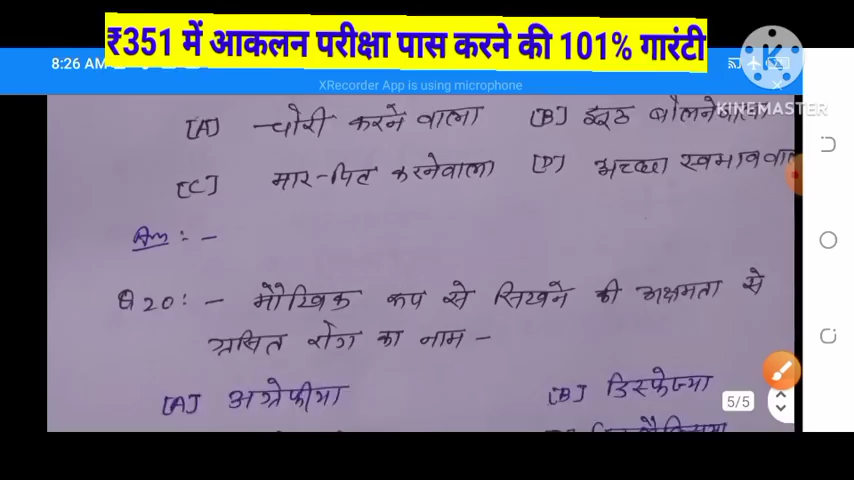 ₹351 में आकलन परीक्षा पास करने की 101% गारंटी
8:26 AM
XRecorder App is using microphone
KINEMASTER
[A] चोरी करने वाला [B] झूठ बोलनेवाला
[C] मार-पिट करनेवाला [D] अच्छा स्वभाव वाल
Ans : -
Q20 : - मौखिक रूप से सिखने की अक्षमता से
ग्रसित रोग का नाम -
[A] अग्रेफीया [B] डिस्फेज्या
5/5